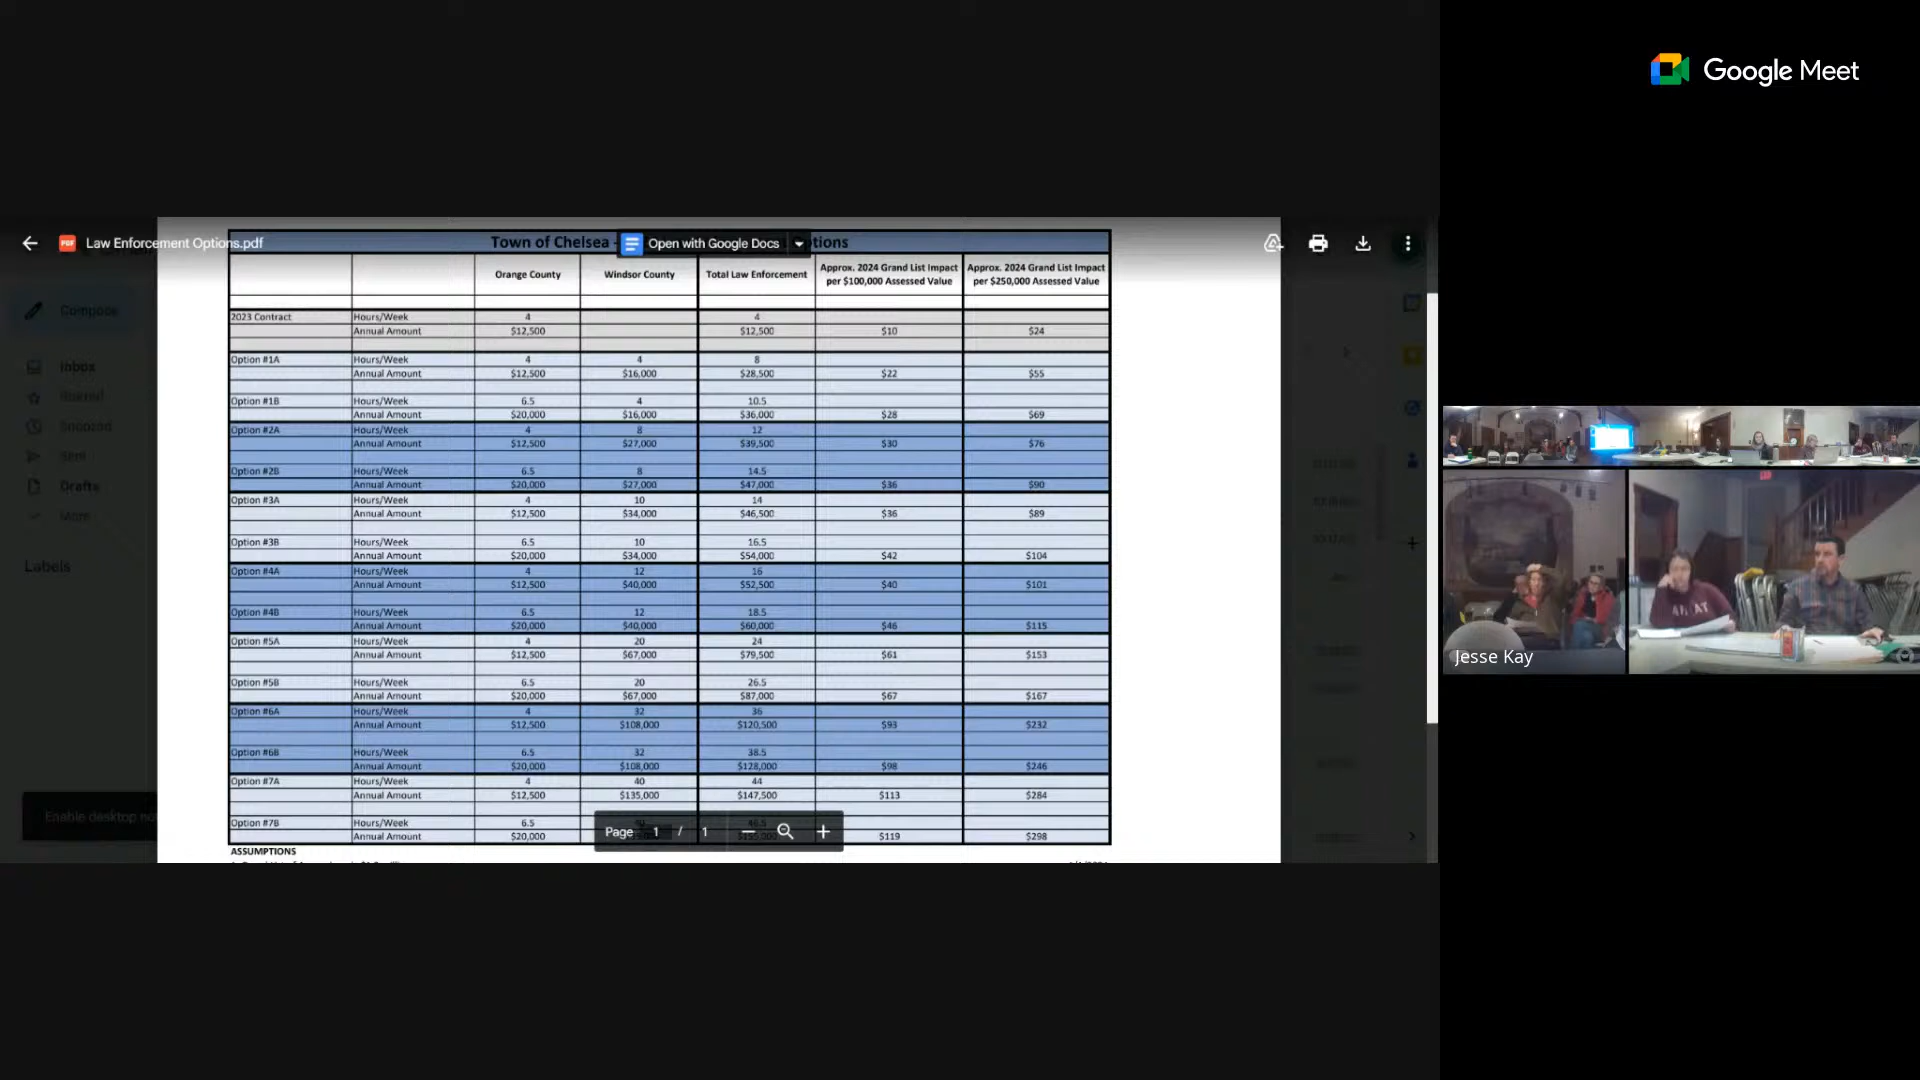 Google Meet
Law Enforcement Options.pdf
Town of Chelsea -
Open with Google Docs
ptions
Orange County Windsor County Total Law Enforcement Approx. 2024 Grand List Impact per $100,000 Assessed Value Approx. 2024 Grand List Impact per $250,000 Assessed Value
2023 Contract Hours/Week 4 4
Annual Amount $12,500 $12,500 $10 $24
Option #1A Hours/Week 4 4 8
Annual Amount $12,500 $16,000 $28,500 $22 $55
Option #1B Hours/Week 6.5 4 10.5
Annual Amount $20,000 $16,000 $36,000 $28 $69
Option #2A Hours/Week 4 8 12
Annual Amount $12,500 $27,000 $39,500 $30 $76
Option #2B Hours/Week 6.5 8 14.5
Annual Amount $20,000 $27,000 $47,000 $36 $90
Option #3A Hours/Week 4 10 14
Annual Amount $12,500 $34,000 $46,500 $36 $89
Option #3B Hours/Week 6.5 10 16.5
Annual Amount $20,000 $34,000 $54,000 $42 $104
Option #4A Hours/Week 4 12 16
Annual Amount $12,500 $40,000 $52,500 $40 $101
Option #4B Hours/Week 6.5 12 18.5
Annual Amount $20,000 $40,000 $60,000 $46 $115
Option #5A Hours/Week 4 20 24
Annual Amount $12,500 $67,000 $79,500 $61 $153
Option #5B Hours/Week 6.5 20 26.5
Annual Amount $20,000 $67,000 $87,000 $67 $167
Option #6A Hours/Week 4 32 36
Annual Amount $12,500 $108,000 $120,500 $93 $232
Option #6B Hours/Week 6.5 32 38.5
Annual Amount $20,000 $108,000 $128,000 $98 $246
Option #7A Hours/Week 4 40 44
Annual Amount $12,500 $135,000 $147,500 $113 $284
Option #7B Hours/Week 6.5
Annual Amount $20,000 $119 $298
Page 1 / 1
ASSUMPTIONS
Compose
Inbox
Starred
Snoozed
Sent
Drafts
More
Labels
Enable desktop no
Jesse Kay